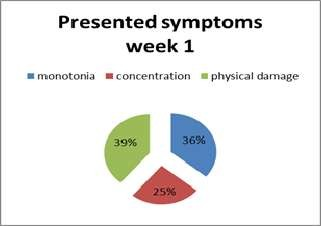 Presented symptoms
week 1
monotonia concentration physical damage
39% 36%
25%